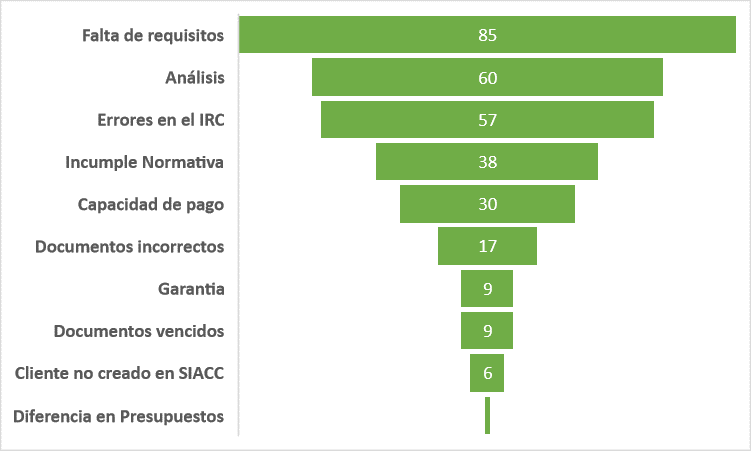 Falta de requisitos 85
Análisis 60
Errores en el IRC 57
Incumple Normativa 38
Capacidad de pago 30
Documentos incorrectos 17
Garantia 9
Documentos vencidos 9
Cliente no creado en SIACC 6
Diferencia en Presupuestos